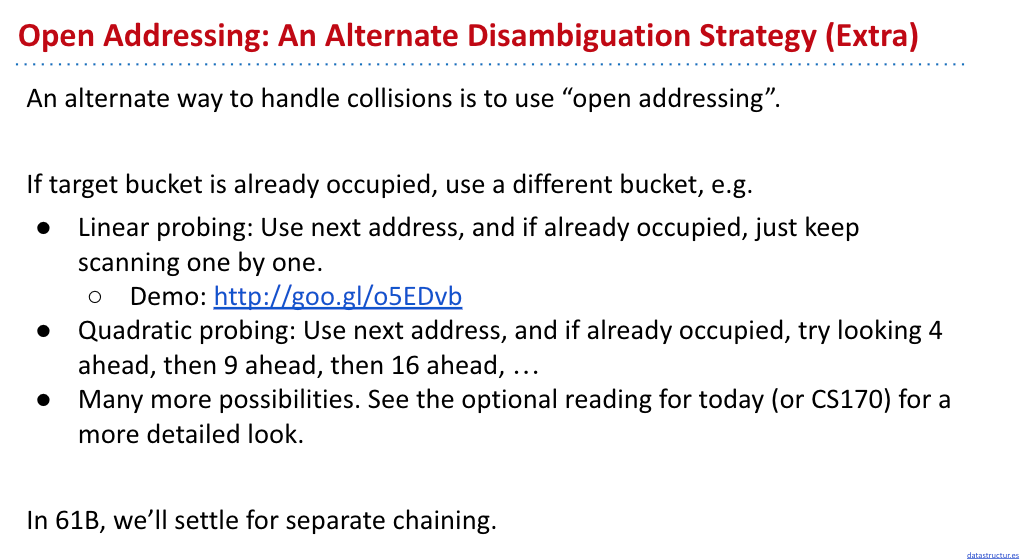 Open Addressing: An Alternate Disambiguation Strategy (Extra)
An alternate way to handle collisions is to use “open addressing”.
If target bucket is already occupied, use a different bucket, e.g.
● Linear probing: Use next address, and if already occupied, just keep
scanning one by one.
○ Demo: http://goo.gl/o5EDvb
● Quadratic probing: Use next address, and if already occupied, try looking 4
ahead, then 9 ahead, then 16 ahead, …
● Many more possibilities. See the optional reading for today (or CS170) for a
more detailed look.
In 61B, we’ll settle for separate chaining.
datastructur.es